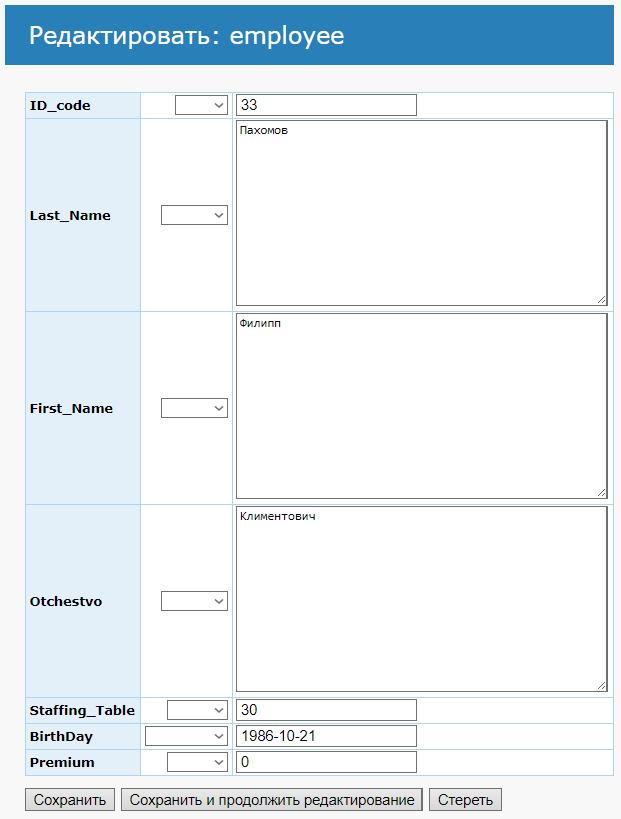 Редактировать: employee
ID_code 33
Last_Name Пахомов
First_Name Филипп
Otchestvo Климентович
Staffing_Table 30
BirthDay 1986-10-21
Premium 0
Сохранить Сохранить и продолжить редактирование Стереть